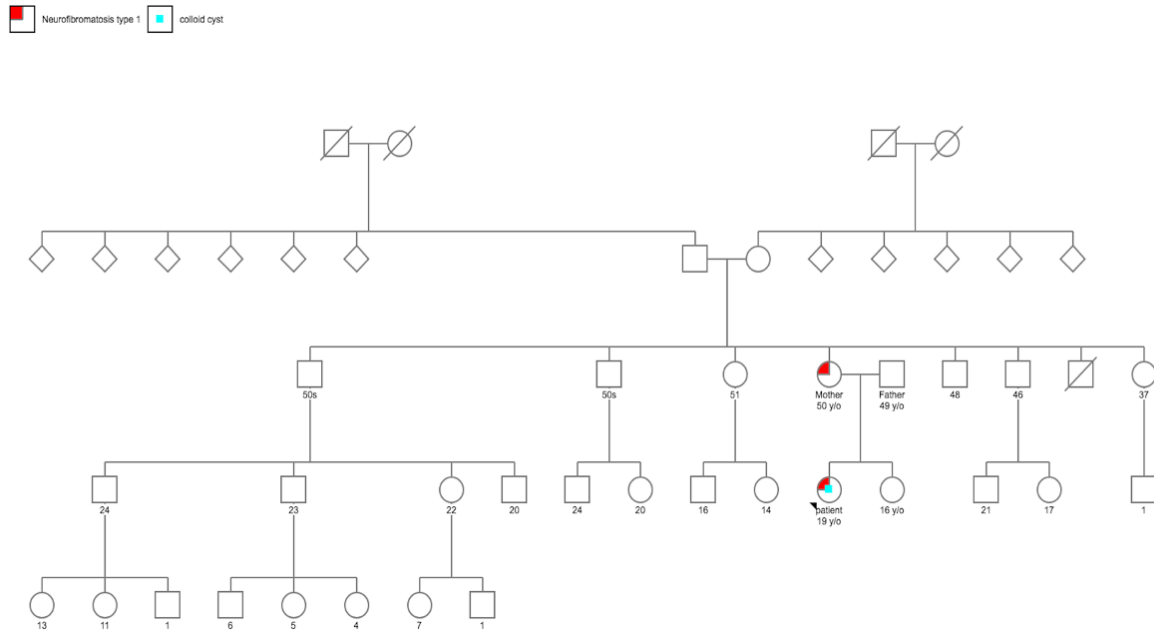 Neurofibromatosis type 1 colloid cyst
50s 50s 51 Mother Father 48 46 37
50 y/o 49 y/o
24 23 22 20 24 20 16 14 patient 16 y/o 21 17 1
19 y/o
13 11 1 6 5 4 7 1